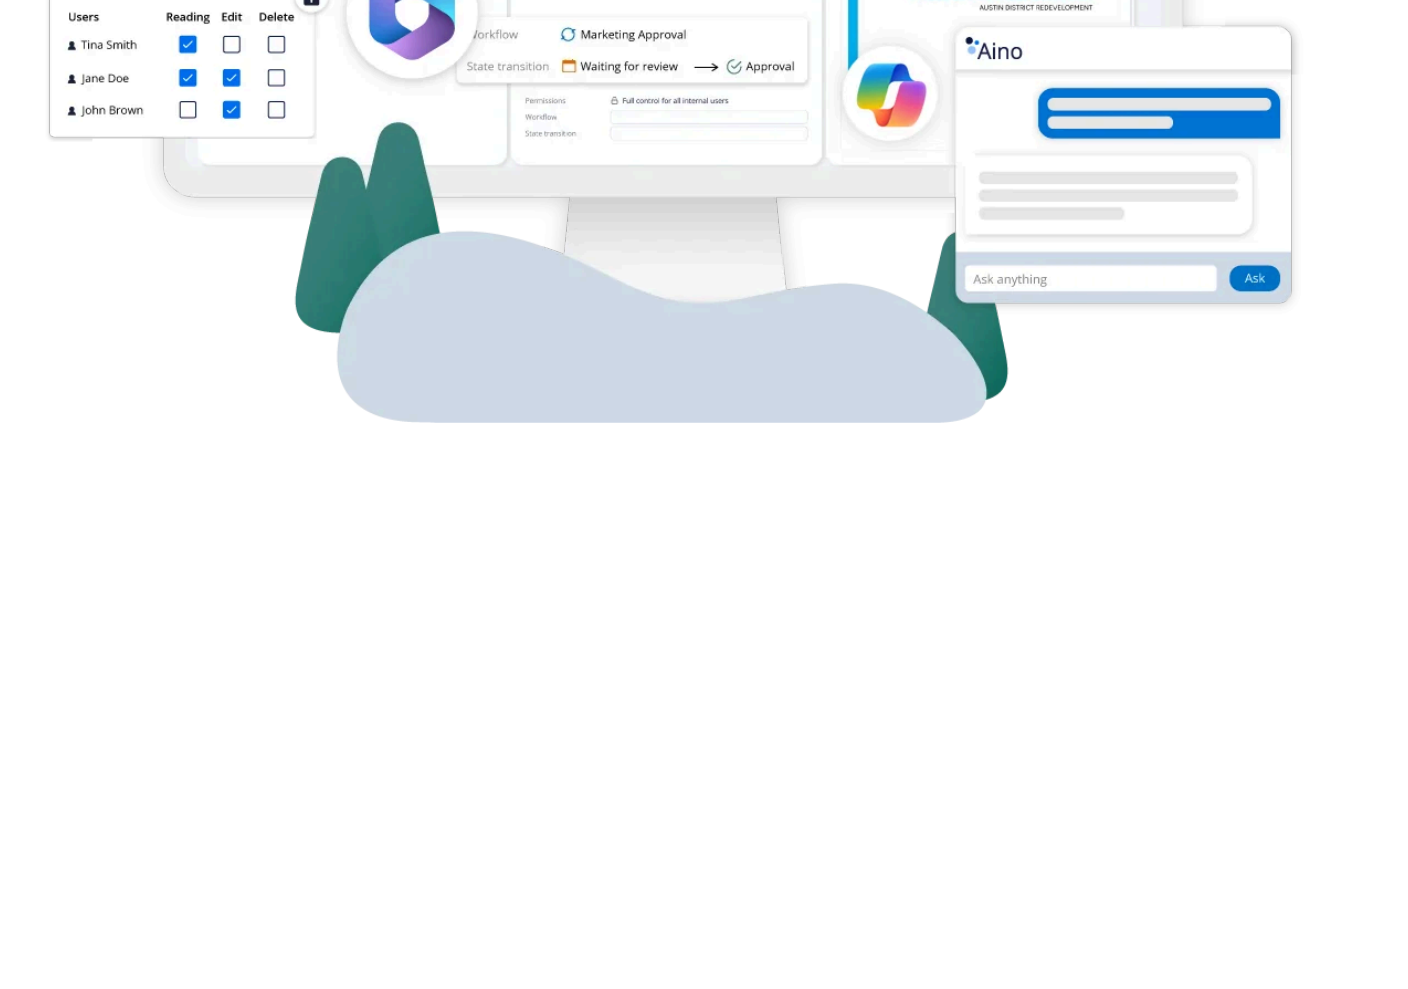 AUSTIN DISTRICT REDEVELOPMENT
Users Reading Edit Delete
Tina Smith
Jane Doe
John Brown
Workflow Marketing Approval
State transition Waiting for review Approval
Permissions Full control for all internal users
Workflow
State transition
Aino
Ask anything Ask